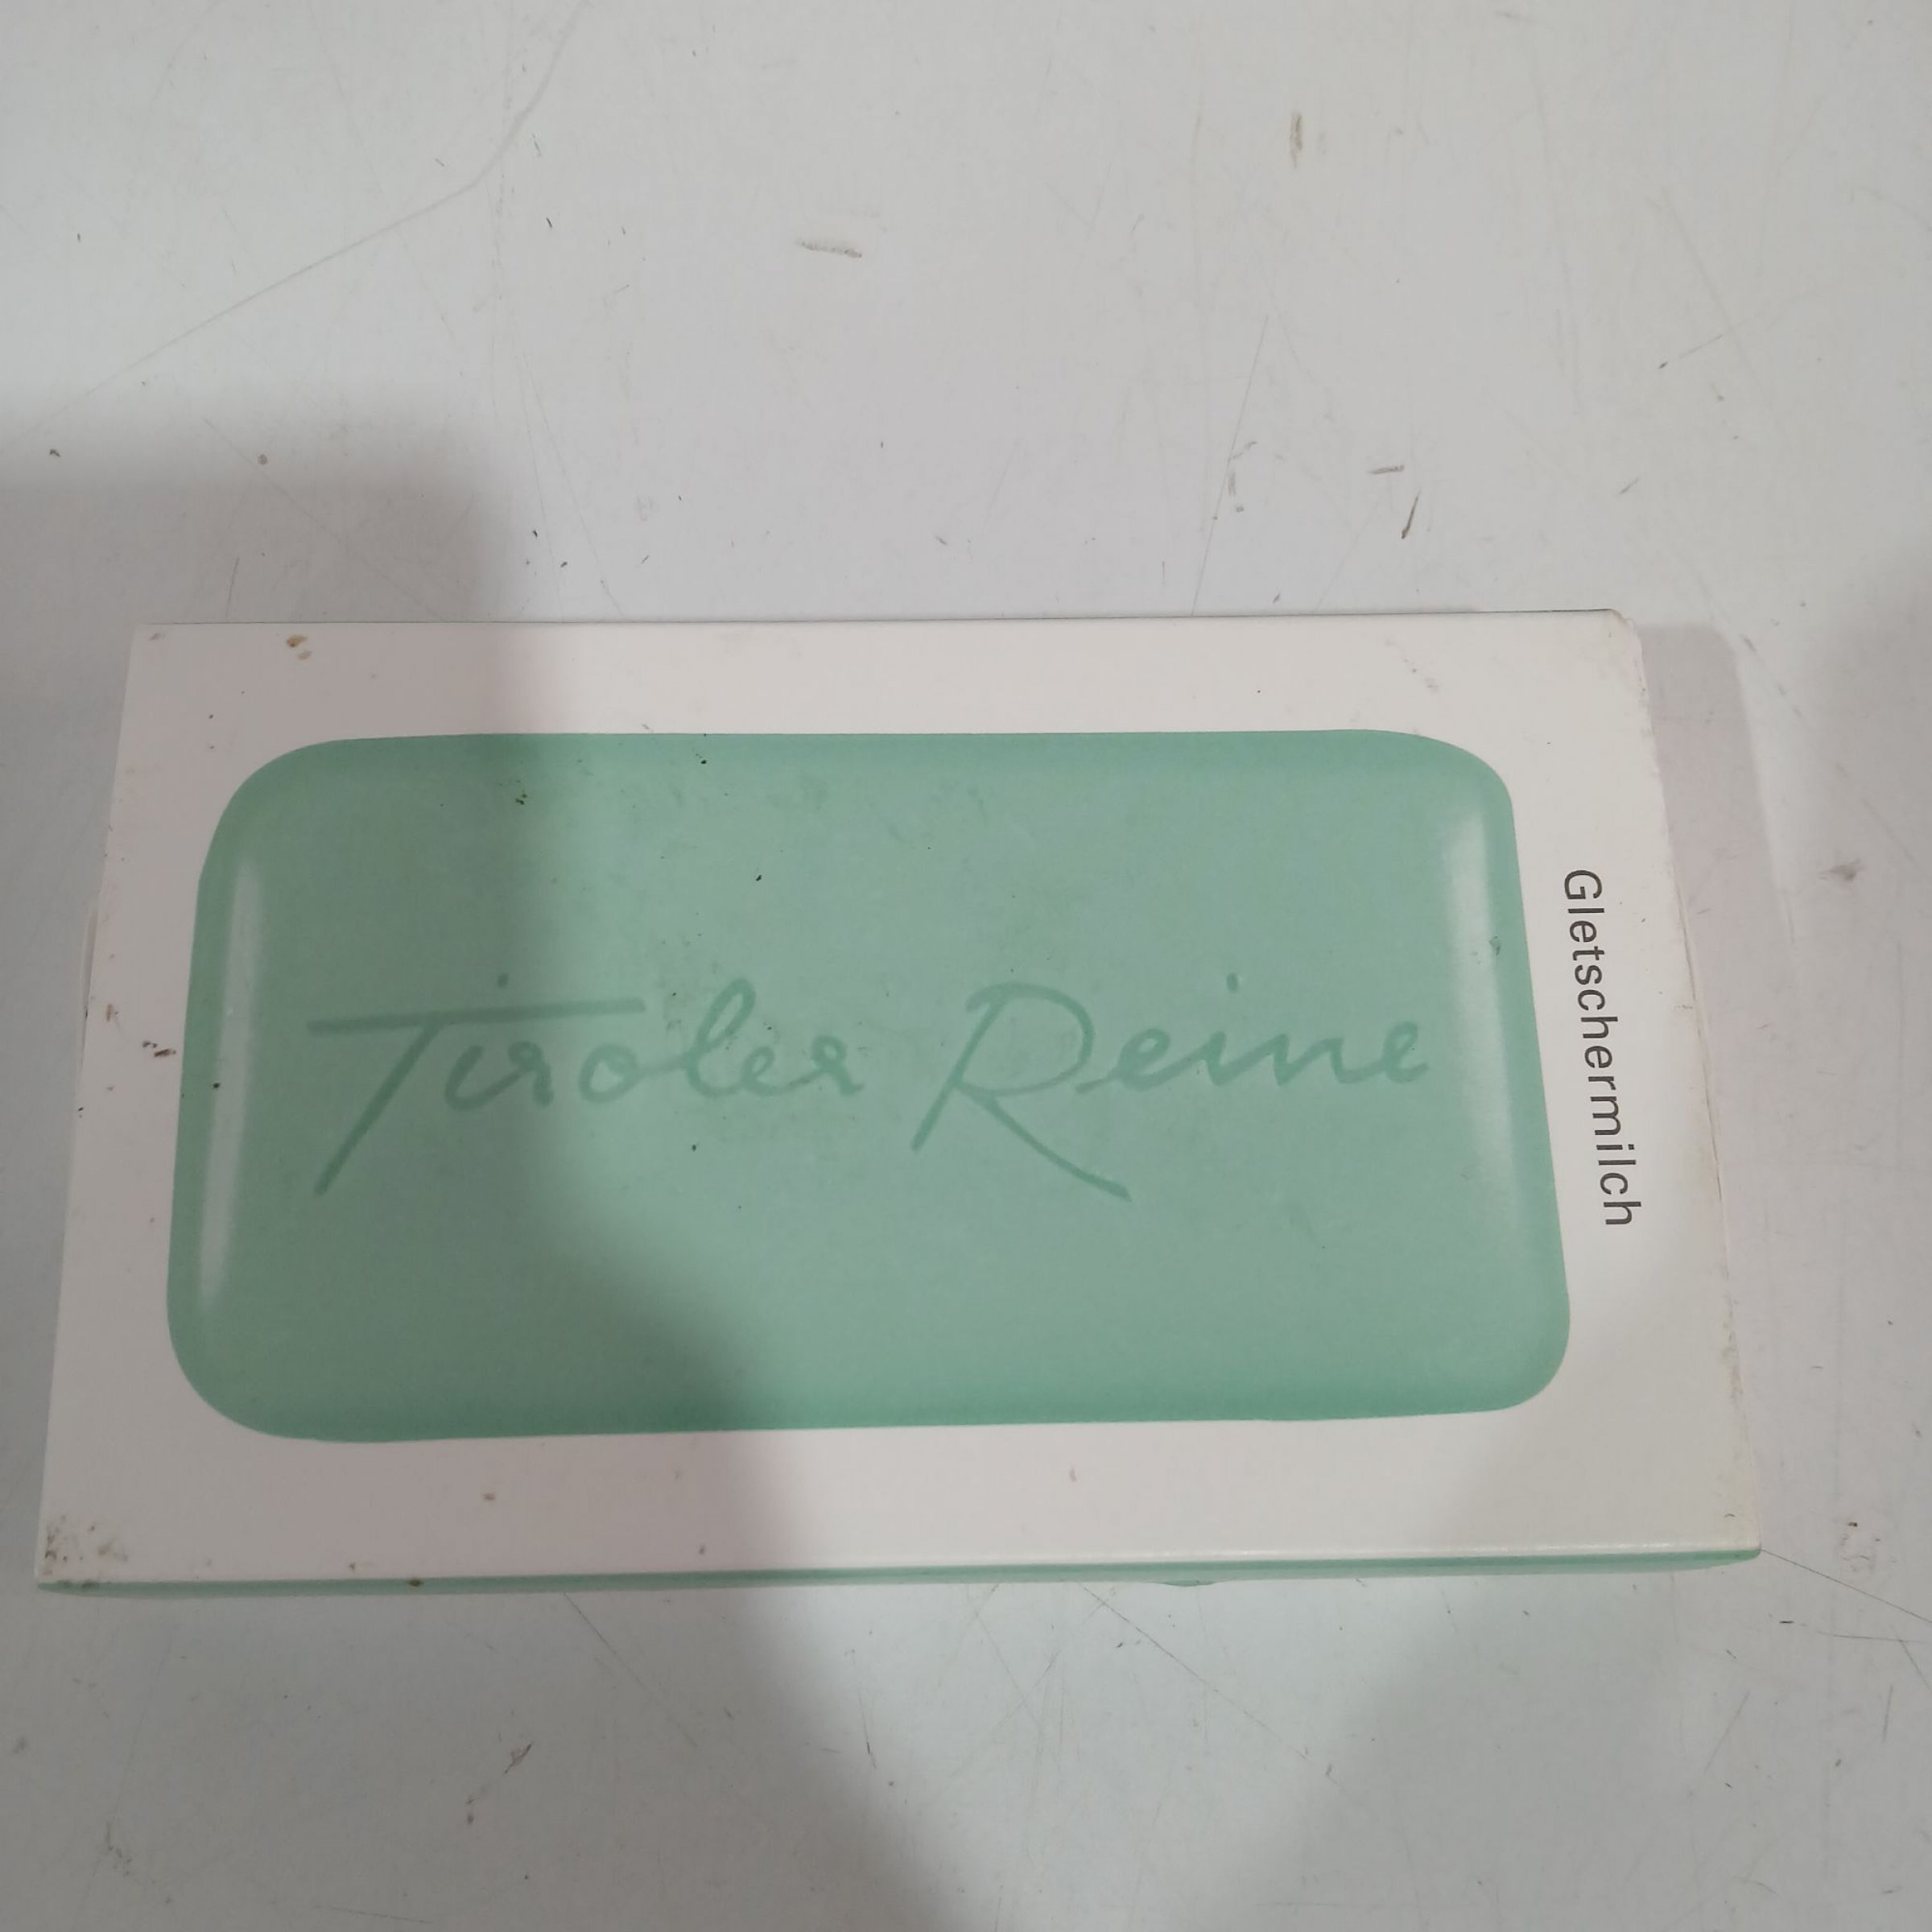 Tiroler Reine
Gletschermilch